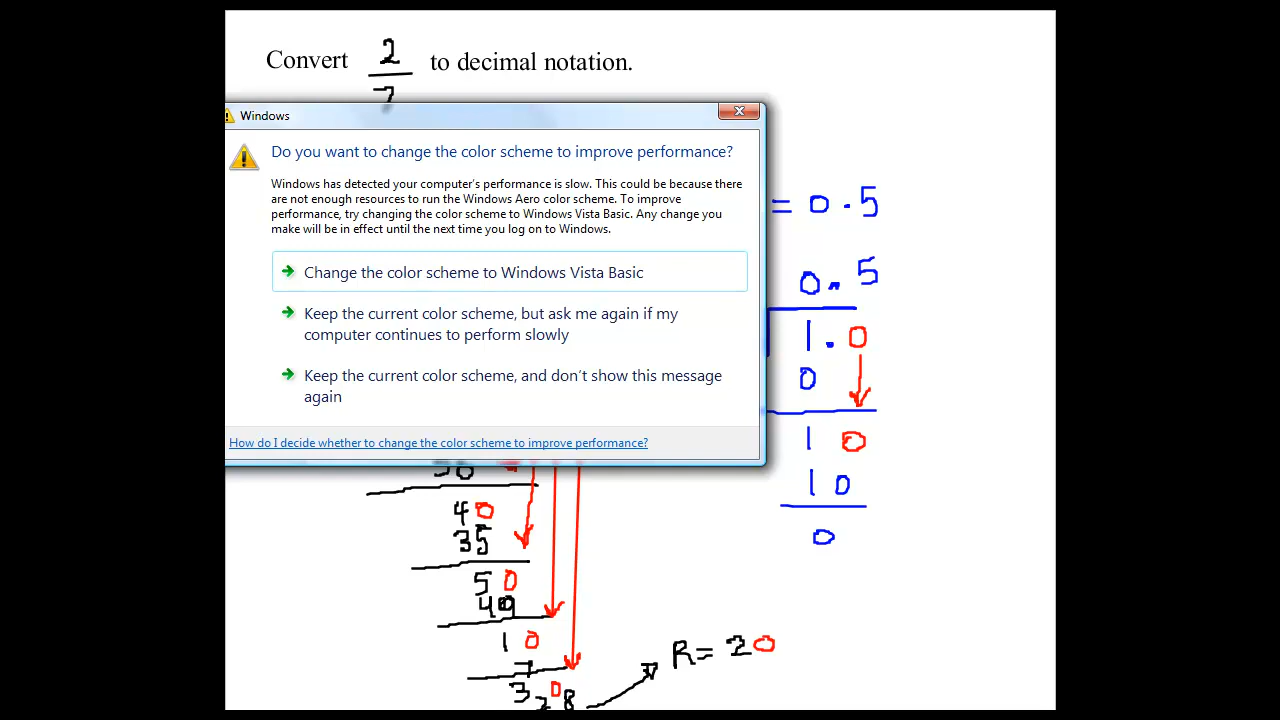 Convert 2/7 to decimal notation.
Windows
Do you want to change the color scheme to improve performance?
Windows has detected your computer's performance is slow. This could be because there
are not enough resources to run the Windows Aero color scheme. To improve
performance, try changing the color scheme to Windows Vista Basic. Any change you
make will be in effect until the next time you log on to Windows.
Change the color scheme to Windows Vista Basic
Keep the current color scheme, but ask me again if my
computer continues to perform slowly
Keep the current color scheme, and don't show this message
again
How do I decide whether to change the color scheme to improve performance?
= 0.5
0.5
1.0
0
10
10
0
40
35
50
49
10
7
30
28
R = 20